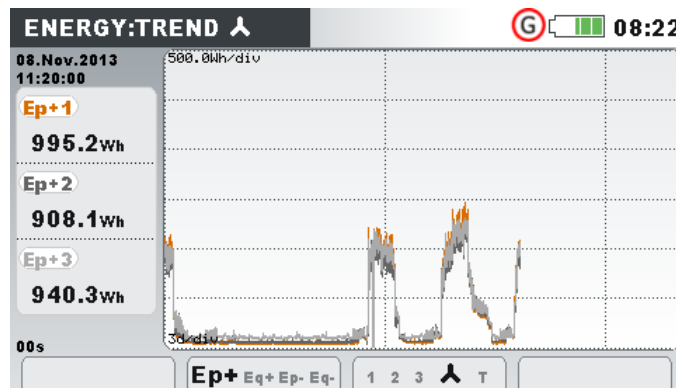 ENERGY:TREND
G
08:22
08.Nov.2013
11:20:00
500.0Wh/div
Ep+1
995.2Wh
Ep+2
908.1Wh
Ep+3
940.3Wh
3d/div
00s
Ep+ Eq+ Ep- Eq-
1 2 3 T